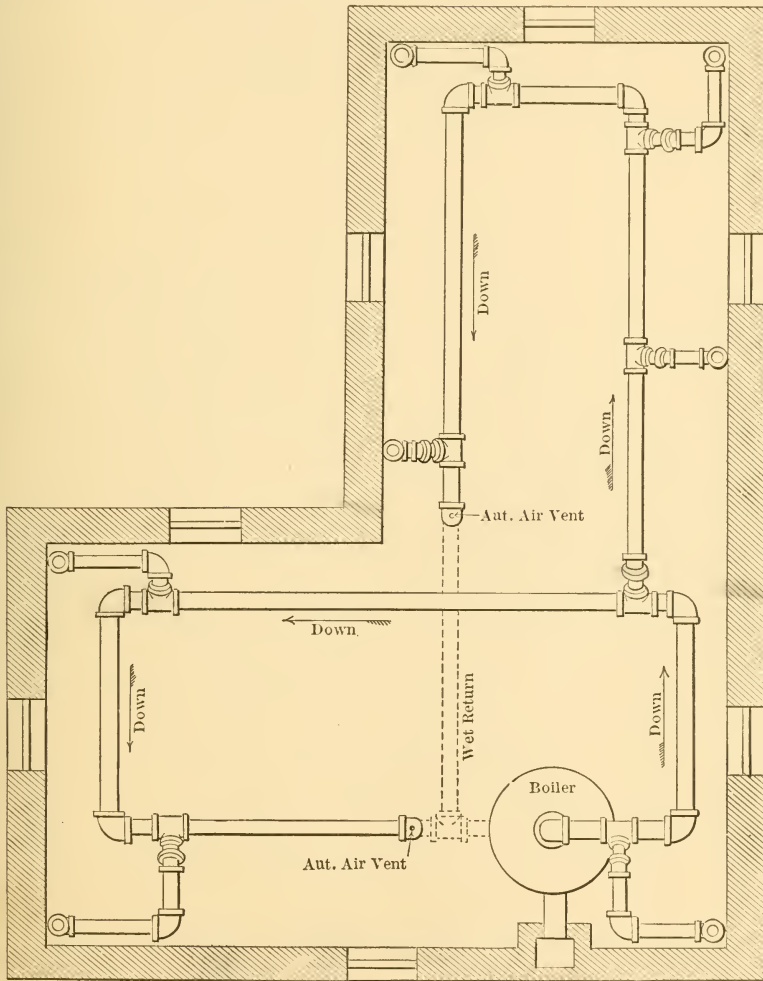 Down
Down
Aut. Air Vent
Down.
Down
Wet Return
Down
Boiler
Aut. Air Vent